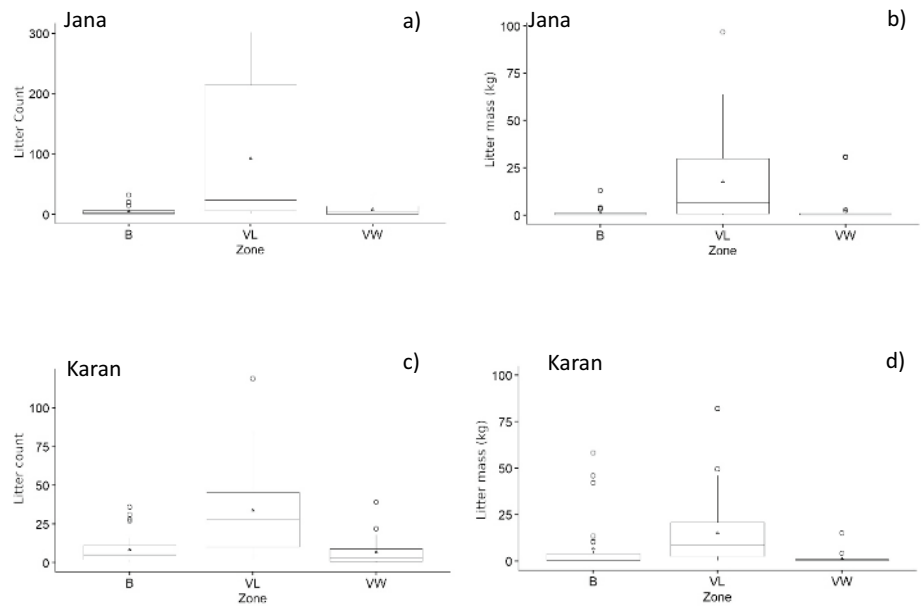 Jana
a)
Litter Count
300
200
100
0
B
VL
VW
Zone
Jana
b)
Litter mass (kg)
100
75
50
25
0
B
VL
VW
Zone
Karan
c)
Litter count
100
75
50
25
0
B
VL
VW
Zone
Karan
d)
Litter mass (kg)
100
75
50
25
0
B
VL
VW
Zone